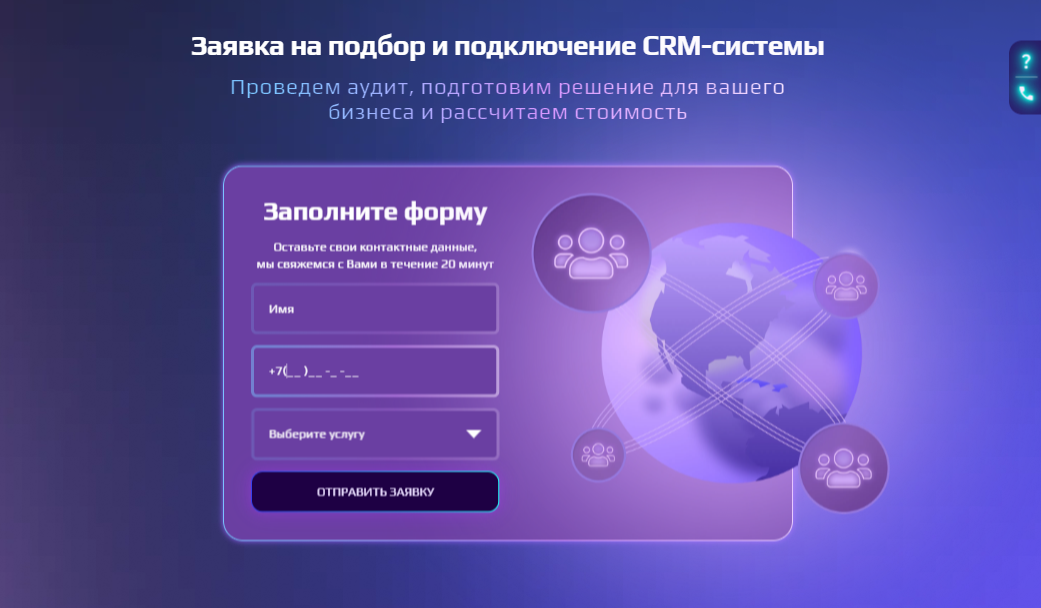 Заявка на подбор и подключение CRM-системы
Проведем аудит, подготовим решение для вашего
бизнеса и рассчитаем стоимость
?
Заполните форму
Оставьте свои контактные данные,
мы свяжемся с Вами в течение 20 минут
Имя
+7(__ )__ -_ -__
Выберите услугу
ОТПРАВИТЬ ЗАЯВКУ